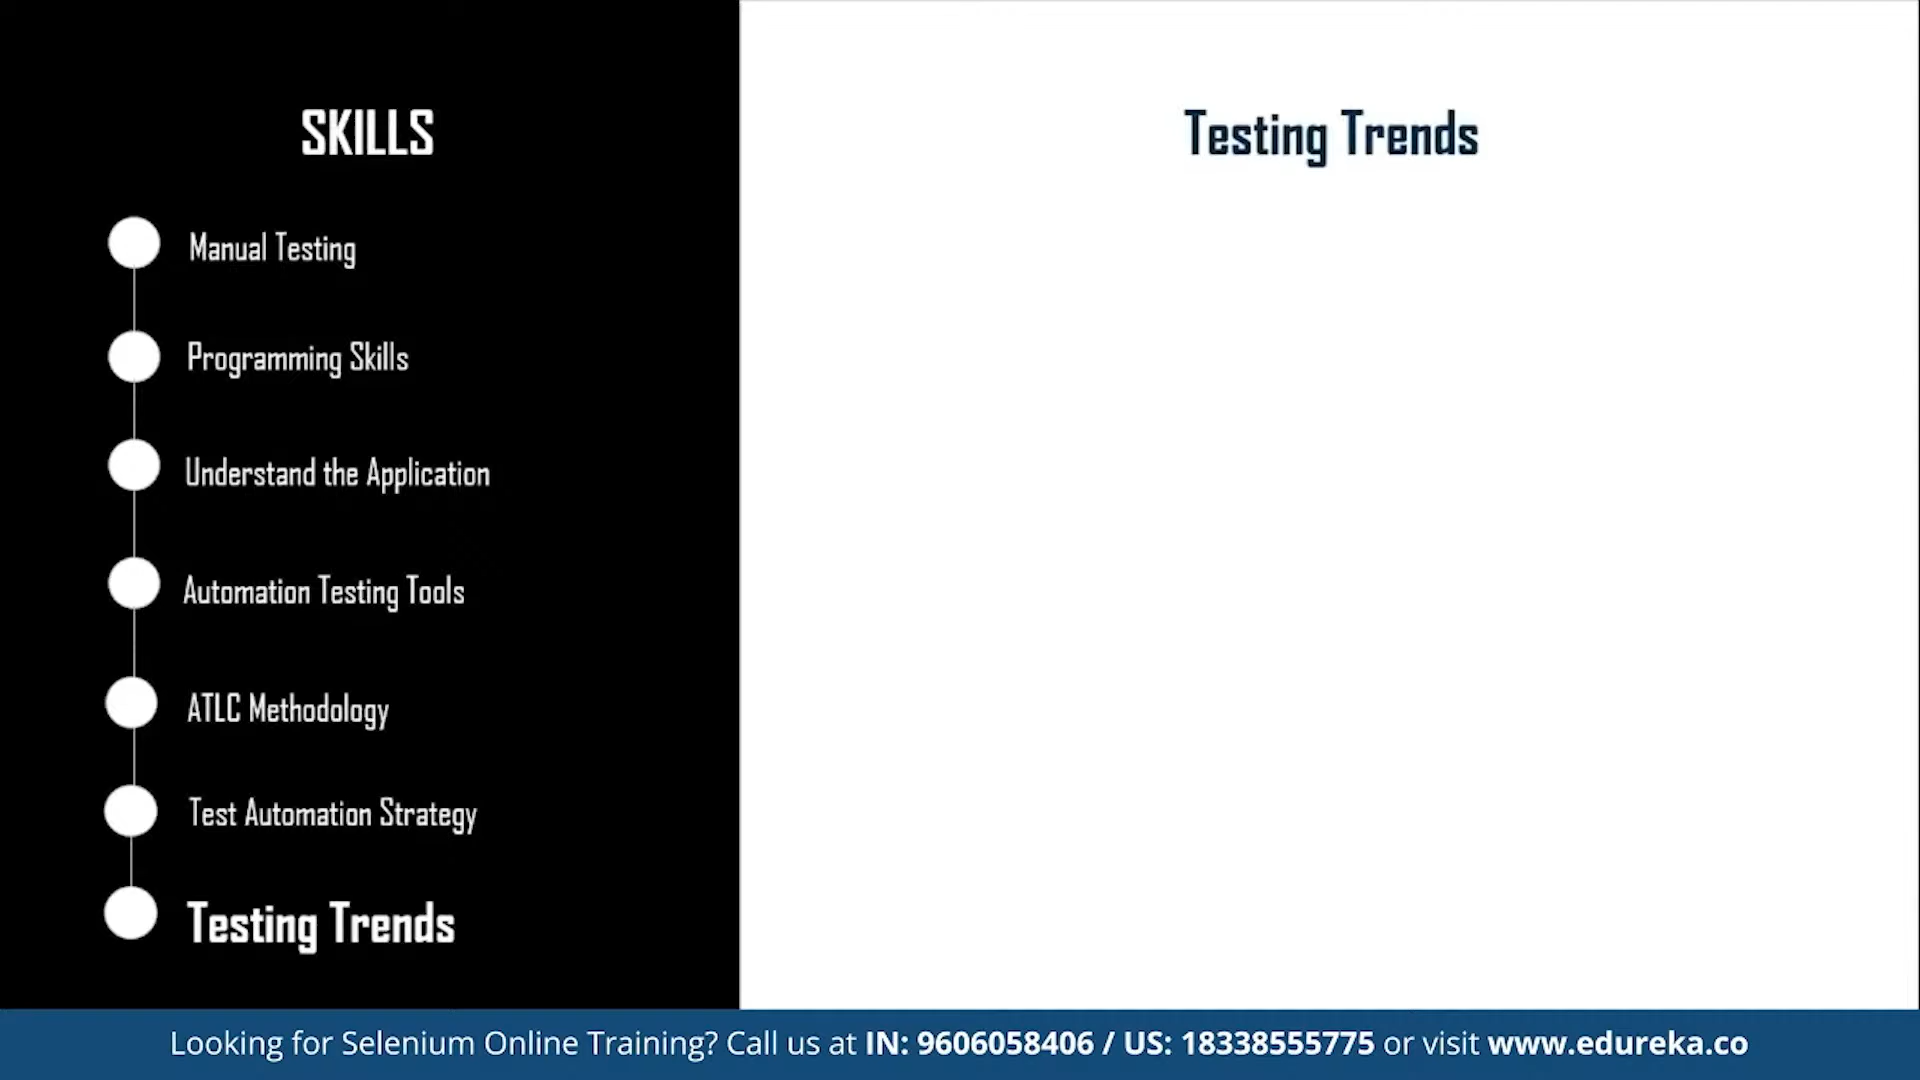 SKILLS
Manual Testing
Programming Skills
Understand the Application
Automation Testing Tools
ATLC Methodology
Test Automation Strategy
Testing Trends
Testing Trends
Looking for Selenium Online Training? Call us at IN: 9606058406 / US: 18338555775 or visit www.edureka.co